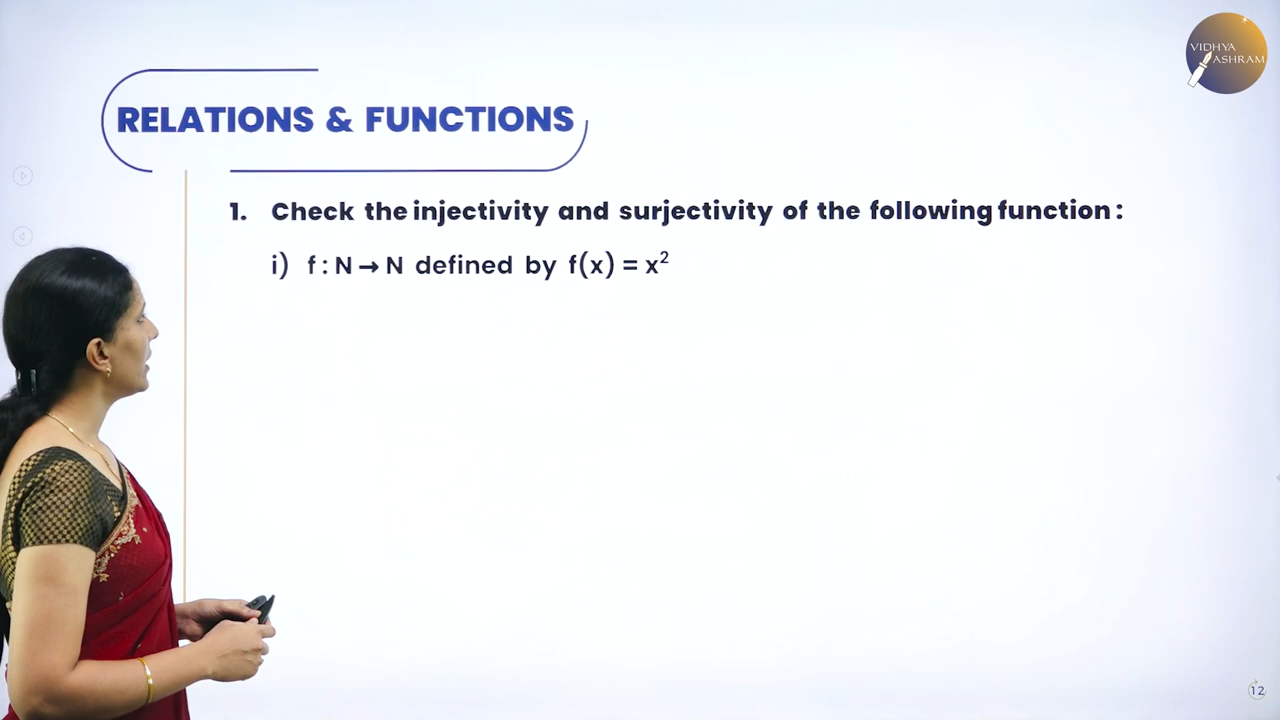 VIDHYA
ASHRAM
RELATIONS & FUNCTIONS
1. Check the injectivity and surjectivity of the following function :
i) f : N → N defined by f(x) = x²
12